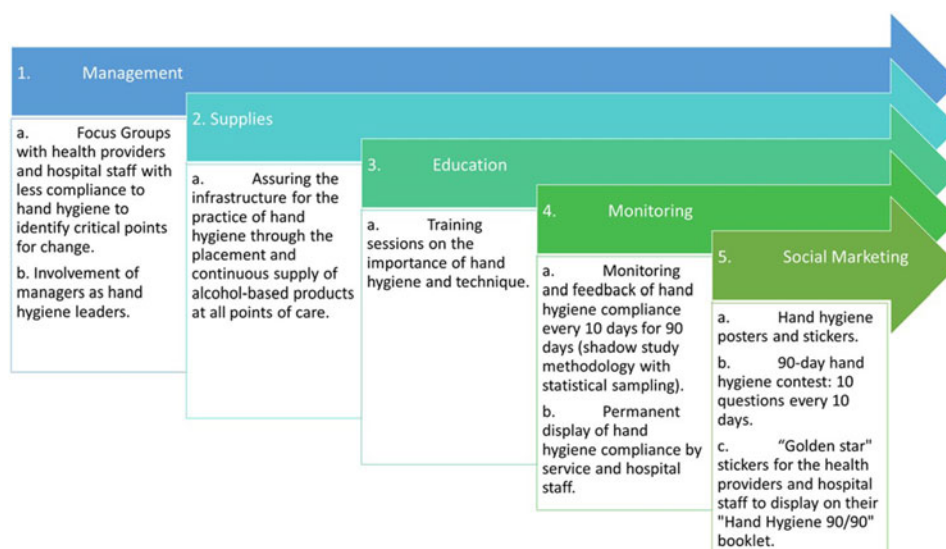 1. Management
a. Focus Groups
with health providers
and hospital staff with
less compliance to
hand hygiene to
identify critical points
for change.
b. Involvement of
managers as hand
hygiene leaders.
2. Supplies
a. Assuring the
infrastructure for the
practice of hand
hygiene through the
placement and
continuous supply of
alcohol-based products
at all points of care.
3. Education
a. Training
sessions on the
importance of hand
hygiene and technique.
4. Monitoring
a. Monitoring
and feedback of hand
hygiene compliance
every 10 days for 90
days (shadow study
methodology with
statistical sampling).
b. Permanent
display of hand
hygiene compliance by
service and hospital
staff.
5. Social Marketing
a. Hand hygiene
posters and stickers.
b. 90-day hand
hygiene contest: 10
questions every 10
days.
c. “Golden star"
stickers for the health
providers and hospital
staff to display on their
"Hand Hygiene 90/90"
booklet.